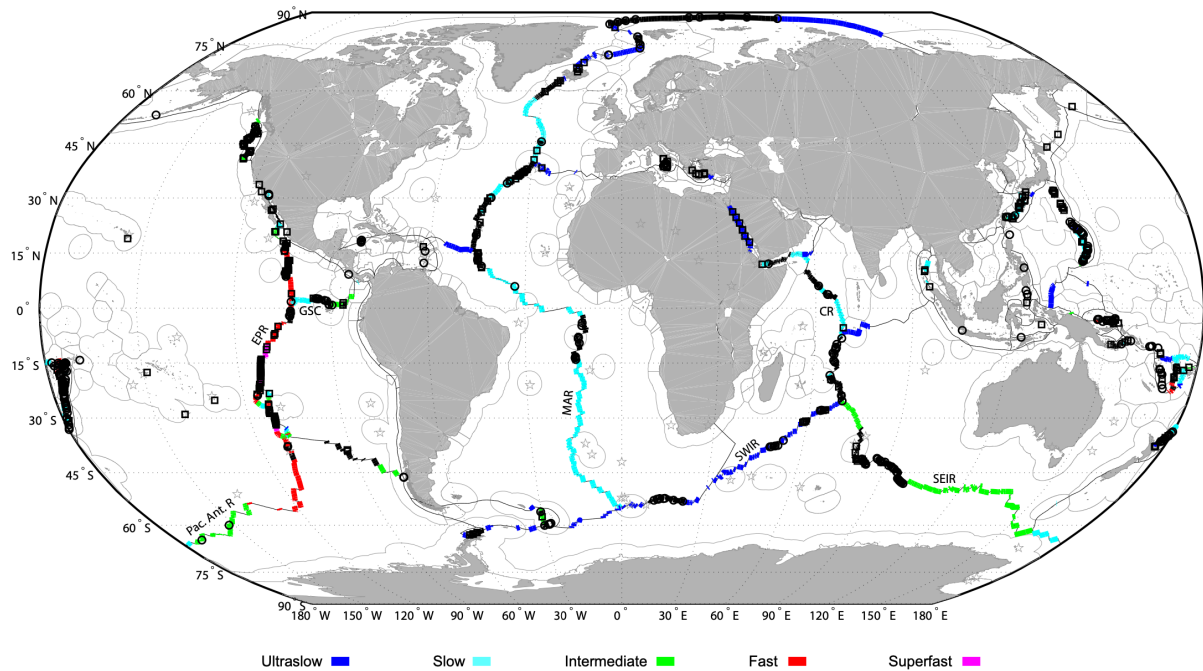 90° N
75° N
60° N
45° N
30° N
15° N
0°
15° S
30° S
45° S
60° S
75° S
90° S
GSC
EPR
MAR
CR
SWIR
SEIR
Pac. Ant. R
180° W 150° W 120° W 90° W 60° W 30° W 0° 30° E 60° E 90° E 120° E 150° E 180° E
Ultraslow Slow Intermediate Fast Superfast